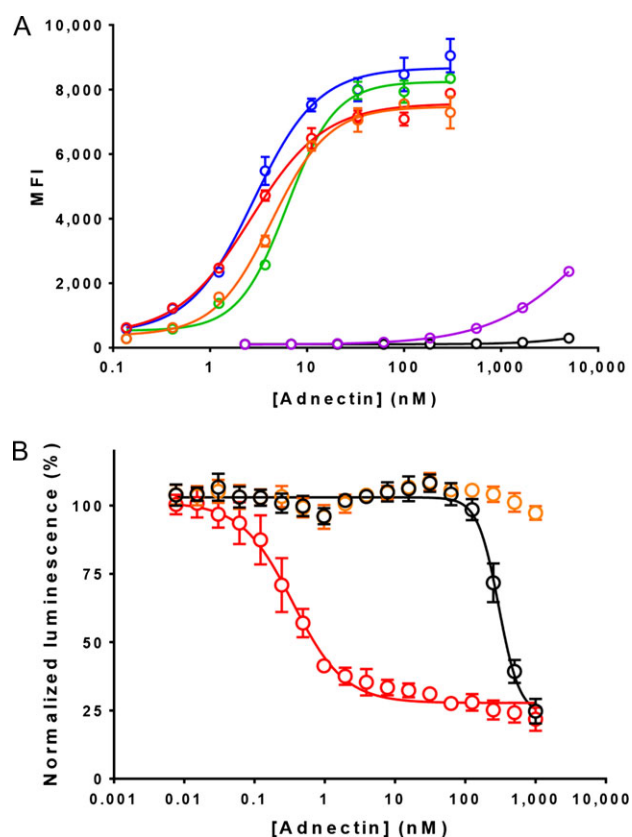 A
10,000
8,000
6,000
4,000
2,000
0
MFI
0.1 1 10 100 1,000 10,000
[Adnectin] (nM)
B
100
75
50
25
0
Normalized luminescence (%)
0.001 0.01 0.1 1 10 100 1,000 10,000
[Adnectin] (nM)